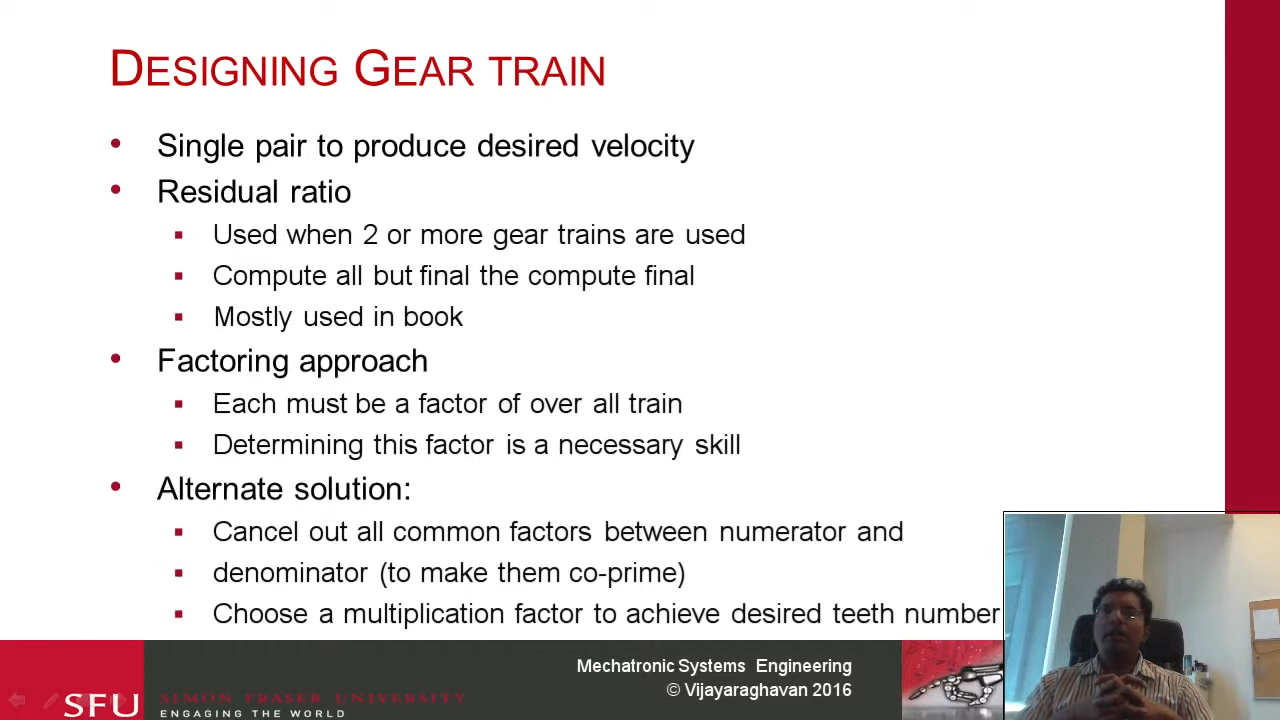 DESIGNING GEAR TRAIN
• Single pair to produce desired velocity
• Residual ratio
▪ Used when 2 or more gear trains are used
▪ Compute all but final the compute final
▪ Mostly used in book
• Factoring approach
▪ Each must be a factor of over all train
▪ Determining this factor is a necessary skill
• Alternate solution:
▪ Cancel out all common factors between numerator and
▪ denominator (to make them co-prime)
▪ Choose a multiplication factor to achieve desired teeth number
Mechatronic Systems Engineering
© Vijayaraghavan 2016
SFU
SIMON FRASER UNIVERSITY
ENGAGING THE WORLD